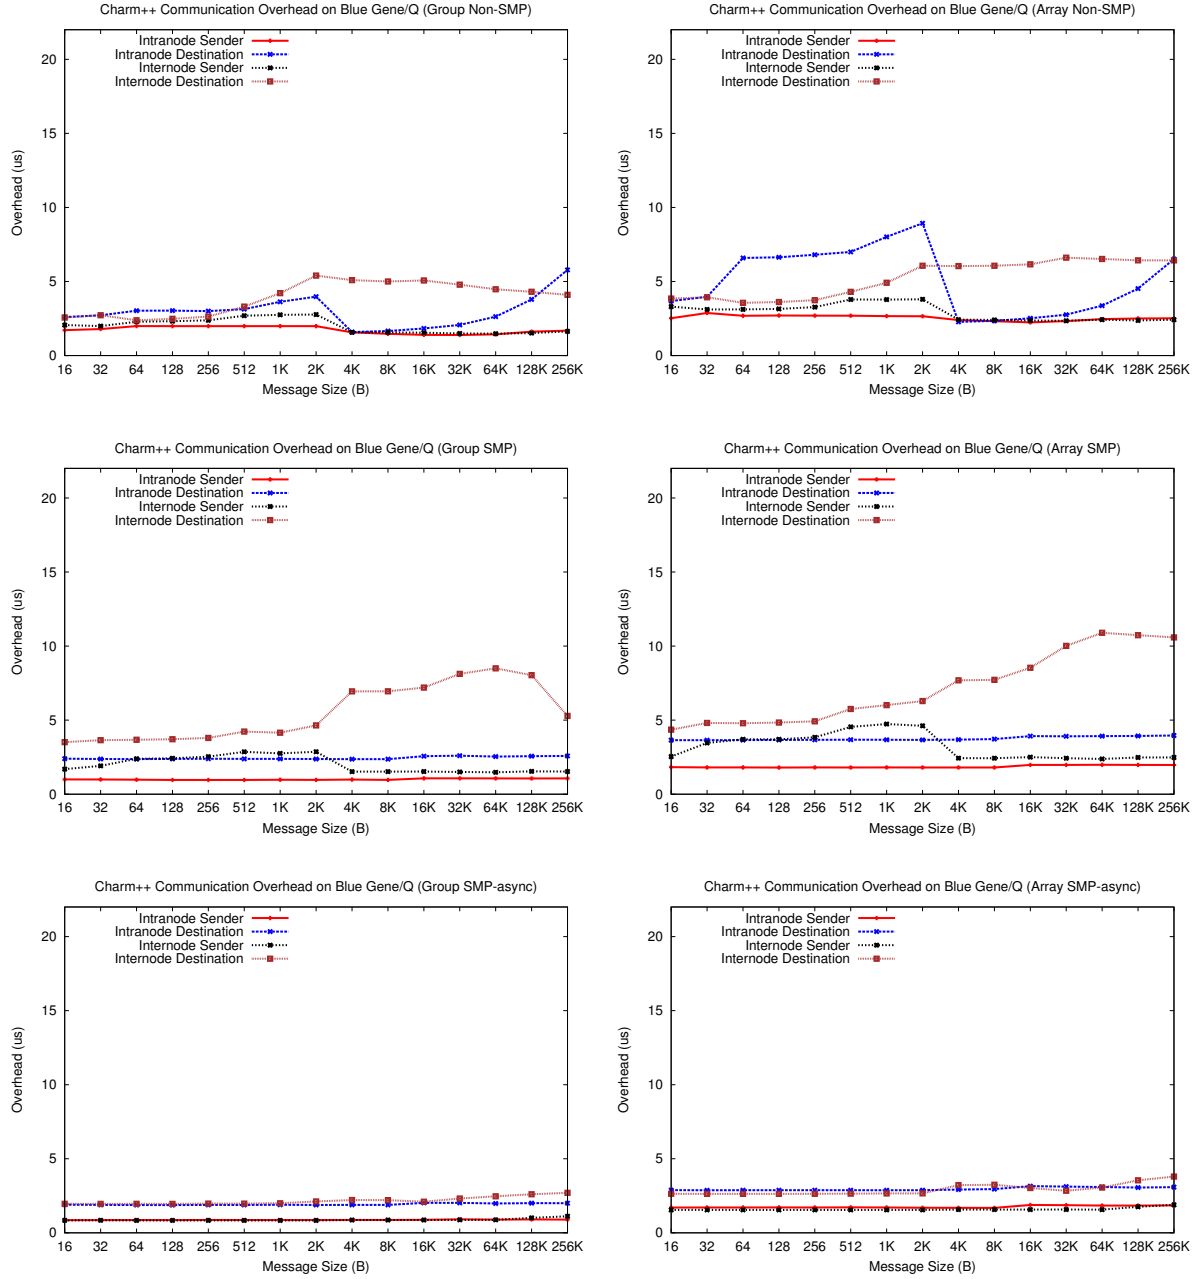 Charm++ Communication Overhead on Blue Gene/Q (Group Non-SMP)
Overhead (us)
20
15
10
5
0
Intranode Sender
Intranode Destination
Internode Sender
Internode Destination
16 32 64 128 256 512 1K 2K 4K 8K 16K 32K 64K 128K 256K
Message Size (B)
Charm++ Communication Overhead on Blue Gene/Q (Array Non-SMP)
Overhead (us)
20
15
10
5
0
Intranode Sender
Intranode Destination
Internode Sender
Internode Destination
16 32 64 128 256 512 1K 2K 4K 8K 16K 32K 64K 128K 256K
Message Size (B)
Charm++ Communication Overhead on Blue Gene/Q (Group SMP)
Overhead (us)
20
15
10
5
0
Intranode Sender
Intranode Destination
Internode Sender
Internode Destination
16 32 64 128 256 512 1K 2K 4K 8K 16K 32K 64K 128K 256K
Message Size (B)
Charm++ Communication Overhead on Blue Gene/Q (Array SMP)
Overhead (us)
20
15
10
5
0
Intranode Sender
Intranode Destination
Internode Sender
Internode Destination
16 32 64 128 256 512 1K 2K 4K 8K 16K 32K 64K 128K 256K
Message Size (B)
Charm++ Communication Overhead on Blue Gene/Q (Group SMP-async)
Overhead (us)
20
15
10
5
0
Intranode Sender
Intranode Destination
Internode Sender
Internode Destination
16 32 64 128 256 512 1K 2K 4K 8K 16K 32K 64K 128K 256K
Message Size (B)
Charm++ Communication Overhead on Blue Gene/Q (Array SMP-async)
Overhead (us)
20
15
10
5
0
Intranode Sender
Intranode Destination
Internode Sender
Internode Destination
16 32 64 128 256 512 1K 2K 4K 8K 16K 32K 64K 128K 256K
Message Size (B)